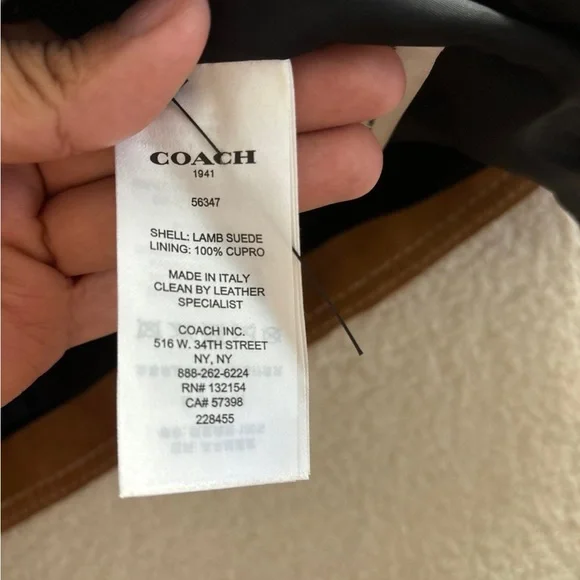 COACH
1941
56347
SHELL: LAMB SUEDE
LINING: 100% CUPRO
MADE IN ITALY
CLEAN BY LEATHER
SPECIALIST
COACH INC.
516 W. 34TH STREET
NY, NY
888-262-6224
RN# 132154
CA# 57398
228455